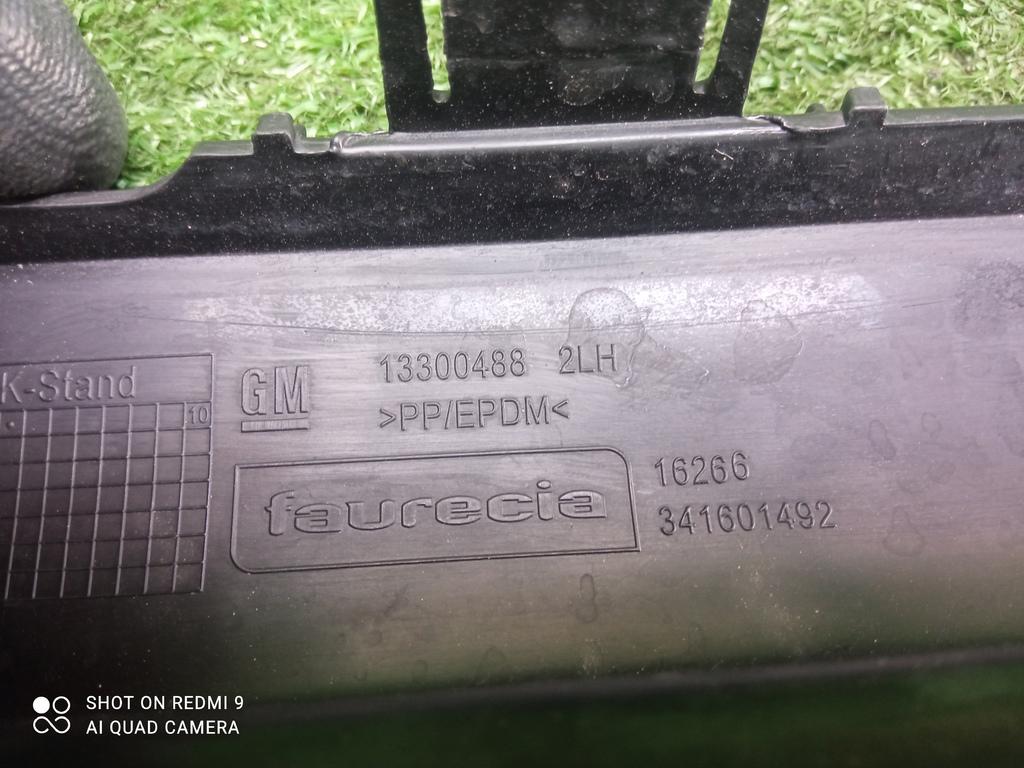 K-Stand
10
GM
13300488 2LH
>PP/EPDM<
faurecia
16266
341601492
SHOT ON REDMI 9
AI QUAD CAMERA